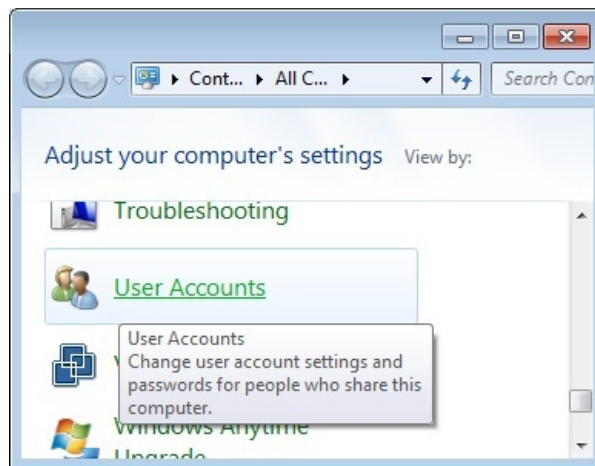 Cont... All C...
Search Con
Adjust your computer's settings View by:
Troubleshooting
User Accounts
User Accounts
Change user account settings and
passwords for people who share this
computer.
Windows Anytime
Upgrade